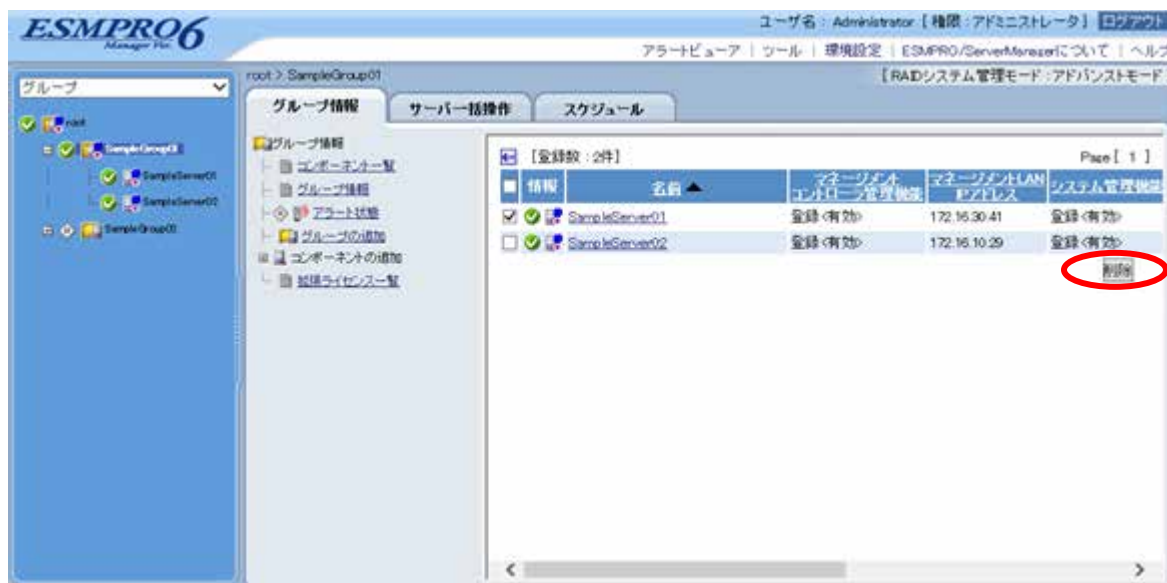 ESMPRO6
Manager Ver.
ユーザ名 : Administrator 【 権限 : アドミニストレータ 】 ログアウト
アラートビューア | ツール | 環境設定 | ESMPRO/ServerManagerについて | ヘルプ
グループ
root > SampleGroup01
【 RAIDシステム管理モード : アドバンストモード
グループ情報
サーバ一括操作
スケジュール
root
SampleGroup01
SampleServer01
SampleServer02
グループ情報
コンポーネント一覧
グループ情報
アラート状態
グループの追加
コンポーネントの追加
拡張ライセンス一覧
[登録数 : 2件]
Page [ 1 ]
情報
名前▲
マネージメント
コントローラ管理機能
マネージメントLAN
IPアドレス
システム管理機能
SampleServer01
登録<有効>
172.16.30.41
登録<有効>
SampleServer02
登録<有効>
172.16.10.29
登録<有効>
削除